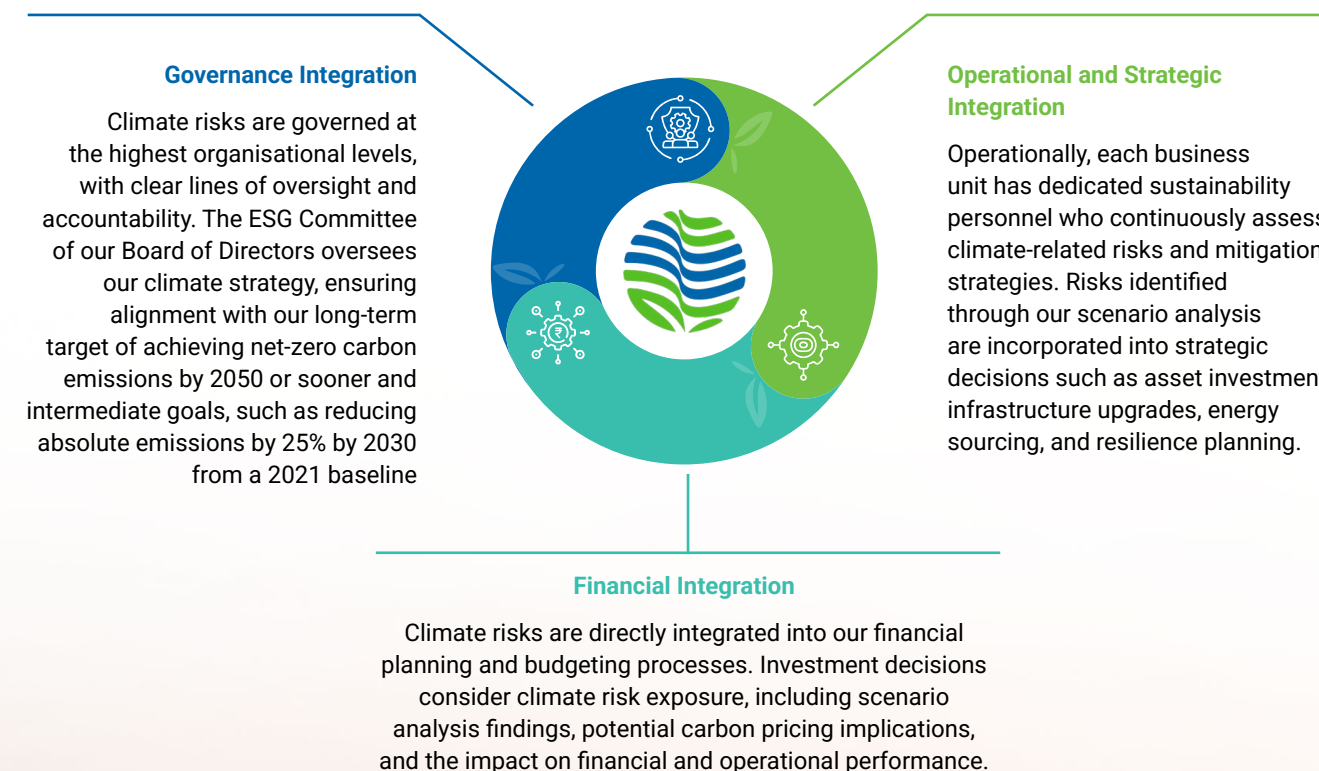 Governance Integration
Climate risks are governed at
the highest organisational levels,
with clear lines of oversight and
accountability. The ESG Committee
of our Board of Directors oversees
our climate strategy, ensuring
alignment with our long-term
target of achieving net-zero carbon
emissions by 2050 or sooner and
intermediate goals, such as reducing
absolute emissions by 25% by 2030
from a 2021 baseline
₹
Operational and Strategic
Integration
Operationally, each business
unit has dedicated sustainability
personnel who continuously assess
climate-related risks and mitigation
strategies. Risks identified
through our scenario analysis
are incorporated into strategic
decisions such as asset investmen
infrastructure upgrades, energy
sourcing, and resilience planning.
Financial Integration
Climate risks are directly integrated into our financial
planning and budgeting processes. Investment decisions
consider climate risk exposure, including scenario
analysis findings, potential carbon pricing implications,
and the impact on financial and operational performance.